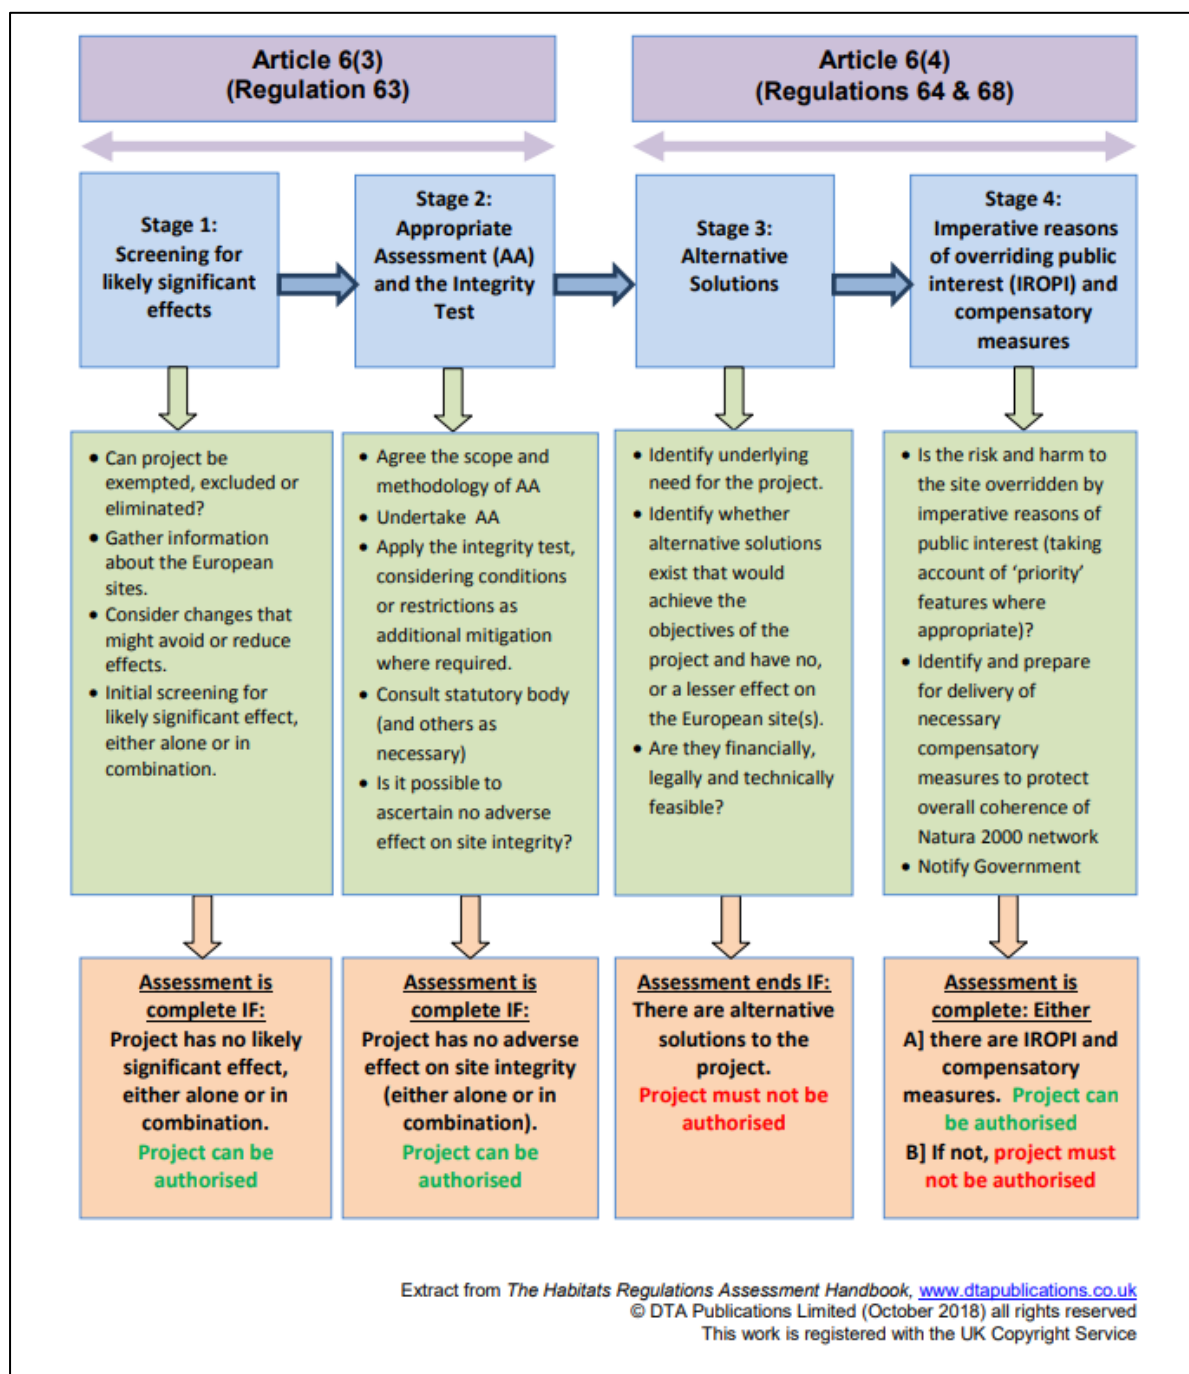 Article 6(3)
(Regulation 63)
Article 6(4)
(Regulations 64 & 68)
Stage 1:
Screening for
likely significant
effects
Stage 2:
Appropriate
Assessment (AA)
and the Integrity
Test
Stage 3:
Alternative
Solutions
Stage 4:
Imperative reasons
of overriding public
interest (IROPI) and
compensatory
measures
• Can project be
exempted, excluded or
eliminated?
• Gather information
about the European
sites.
• Consider changes that
might avoid or reduce
effects.
• Initial screening for
likely significant effect,
either alone or in
combination.
• Agree the scope and
methodology of AA
• Undertake AA
• Apply the integrity test,
considering conditions
or restrictions as
additional mitigation
where required.
• Consult statutory body
(and others as
necessary)
• Is it possible to
ascertain no adverse
effect on site integrity?
• Identify underlying
need for the project.
• Identify whether
alternative solutions
exist that would
achieve the
objectives of the
project and have no,
or a lesser effect on
the European site(s).
• Are they financially,
legally and technically
feasible?
• Is the risk and harm to
the site overridden by
imperative reasons of
public interest (taking
account of ‘priority’
features where
appropriate)?
• Identify and prepare
for delivery of
necessary
compensatory
measures to protect
overall coherence of
Natura 2000 network
• Notify Government
Assessment is
complete IF:
Project has no likely
significant effect,
either alone or in
combination.
Project can be
authorised
Assessment is
complete IF:
Project has no adverse
effect on site integrity
(either alone or in
combination).
Project can be
authorised
Assessment ends IF:
There are alternative
solutions to the
project.
Project must not be
authorised
Assessment is
complete: Either
A] there are IROPI and
compensatory
measures. Project can
be authorised
B] If not, project must
not be authorised
Extract from The Habitats Regulations Assessment Handbook, www.dtapublications.co.uk
© DTA Publications Limited (October 2018) all rights reserved
This work is registered with the UK Copyright Service